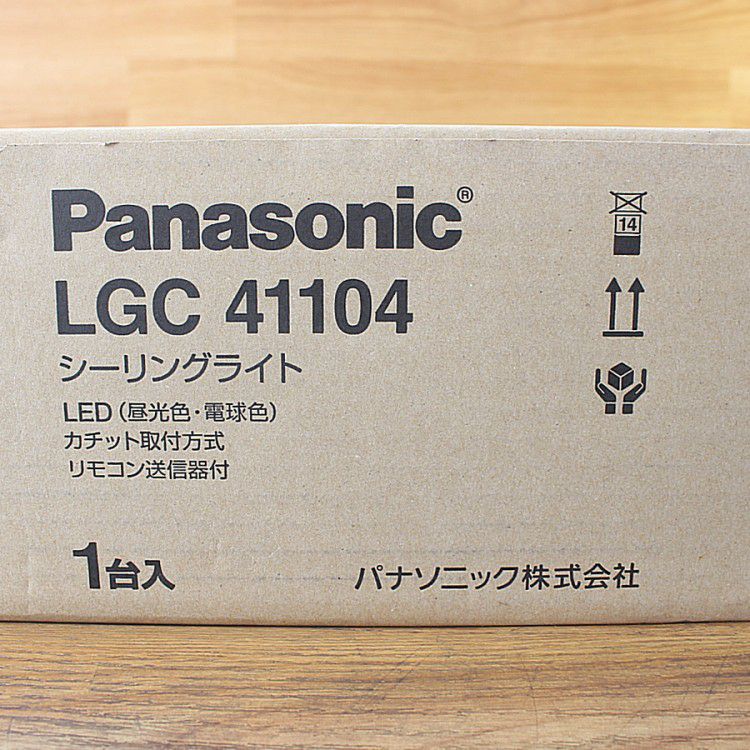 Panasonic®
14
LGC 41104
シーリングライト
LED（昼光色・電球色）
カチット取付方式
リモコン送信器付
1台入
パナソニック株式会社